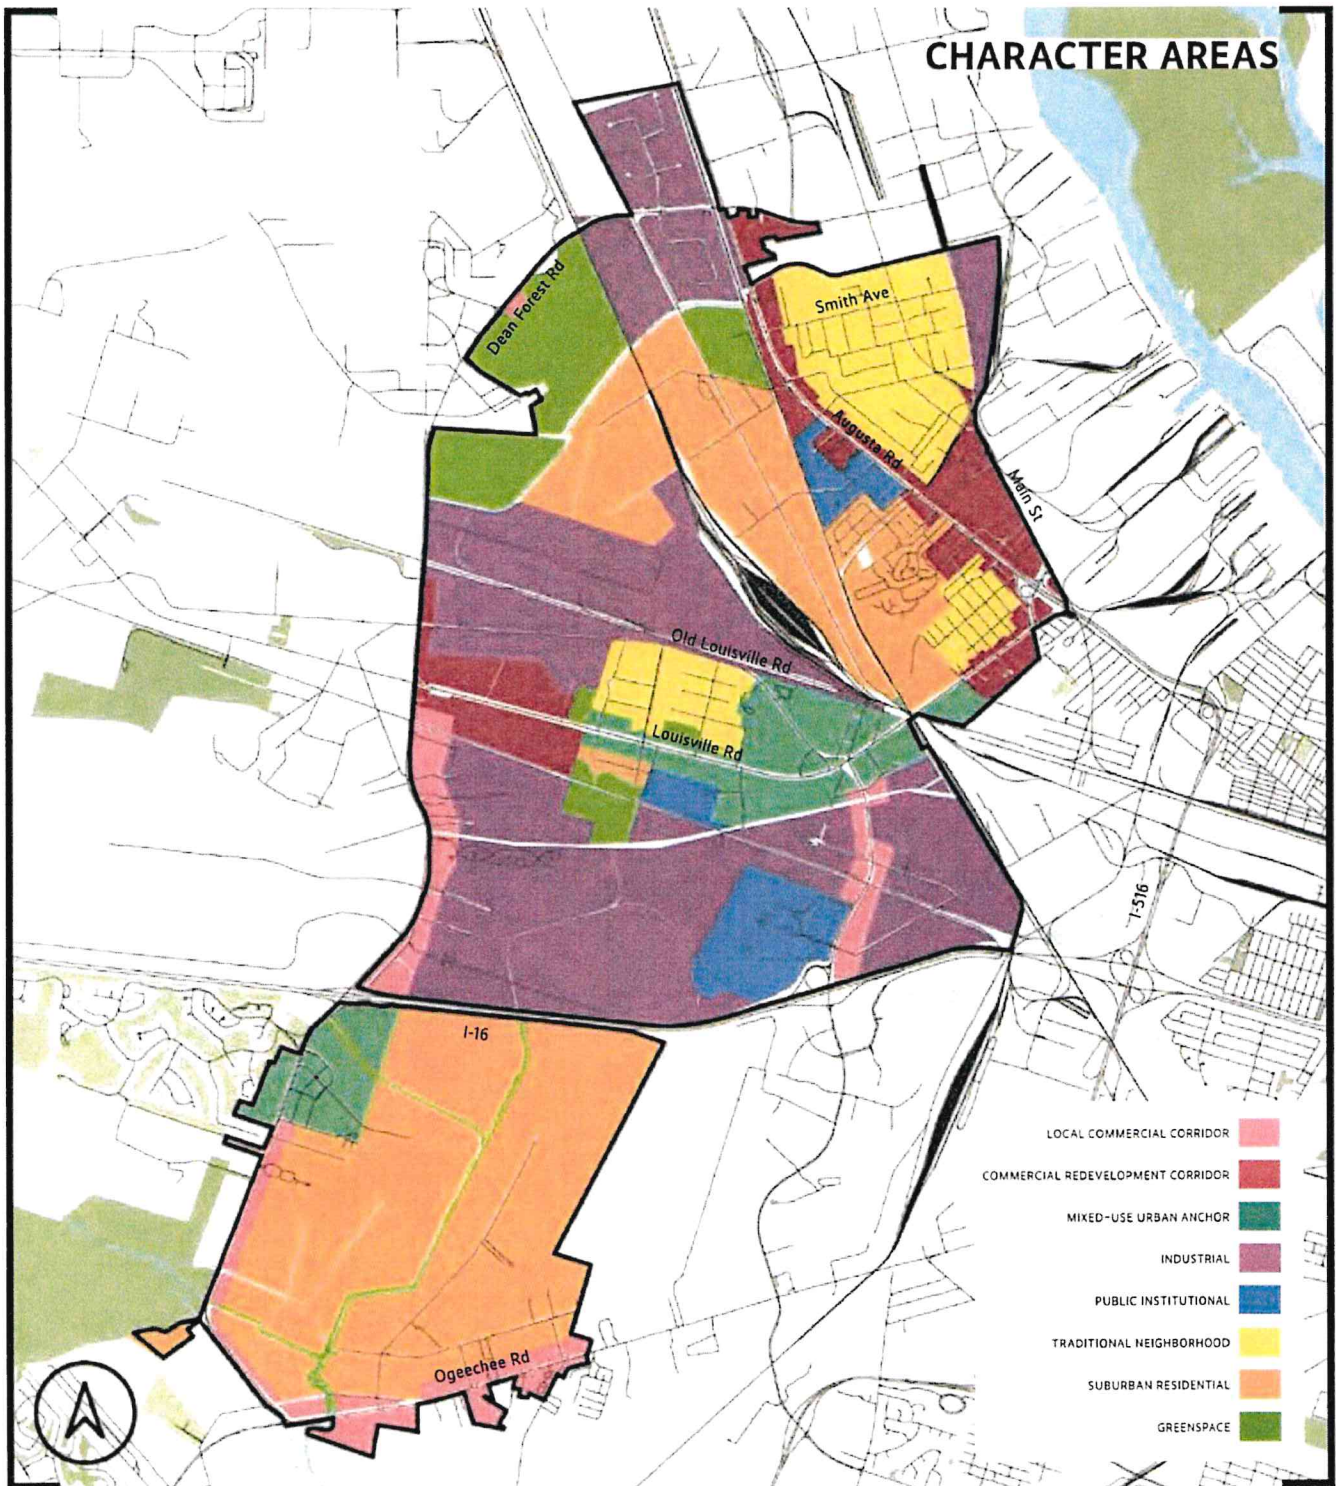 CHARACTER AREAS
Dean Forest Rd
Smith Ave
Augusta Rd
Main St
Old Louisville Rd
Louisville Rd
I-516
I-16
Ogeechee Rd
LOCAL COMMERCIAL CORRIDOR
COMMERCIAL REDEVELOPMENT CORRIDOR
MIXED-USE URBAN ANCHOR
INDUSTRIAL
PUBLIC INSTITUTIONAL
TRADITIONAL NEIGHBORHOOD
SUBURBAN RESIDENTIAL
GREENSPACE